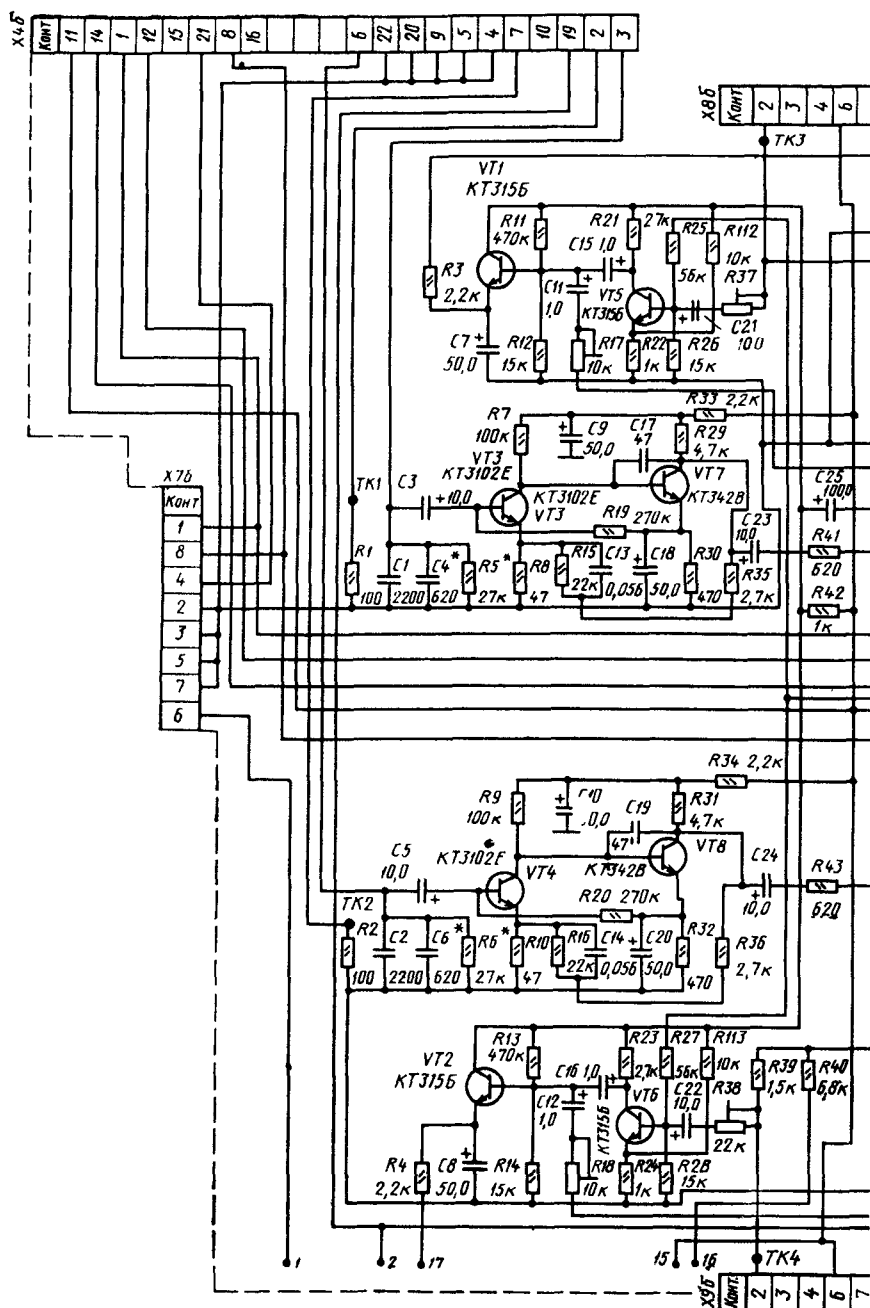 Х4Б
Конт 11 14 1 12 15 21 8 16 6 22 20 9 5 4 7 10 19 2 3
Х8Б
Конт 2 3 4 6
ТК3
VT1
КТ315Б
R11
470к
C15 1,0
R21
27к
R25
56к
R112
10к
R37
R3
2,2к
C11
1,0
VT5
КТ315Б
C21
10,0
C7
50,0
R12
15к
R17
10к
R22
1к
R26
15к
R33 2,2к
R7
100к
C9
50,0
C17
47
R29
4,7к
Х7Б
Конт
1
8
4
2
3
5
7
6
VT3
КТ3102Е
ТК1
C3
10,0
КТ3102Е
VT3
VT7
КТ342В
C25
100,0
R19 270к
C23
10,0
R41
620
R1
100
C1
2200
C4
620
*
R5
27к
*
R8
47
R15
22к
C13
0,056
C18
50,0
R30
470
R35
2,7к
R42
1к
R34 2,2к
R9
100к
C19
47
R31
4,7к
C5
10,0
КТ3102Е
VT4
КТ342В
VT8
C24
10,0
R43
620
R20 270к
ТК2
R2
100
C2
2200
C6
620
*
R6
27к
*
R10
47
R16
22к
C14
0,056
C20
50,0
R32
470
R36
2,7к
VT2
КТ315Б
R13
470к
C16 1,0
R23
2,7к
R27
56к
R113
10к
R39
1,5к
R40
6,8к
C12
1,0
КТ315Б
VT6
C22
10,0
R38
22к
R4
2,2к
C8
50,0
R14
15к
R18
10к
R24
1к
R28
15к
1
2
17
15
16
ТК4
Х9Б
Конт. 2 3 4 6 7